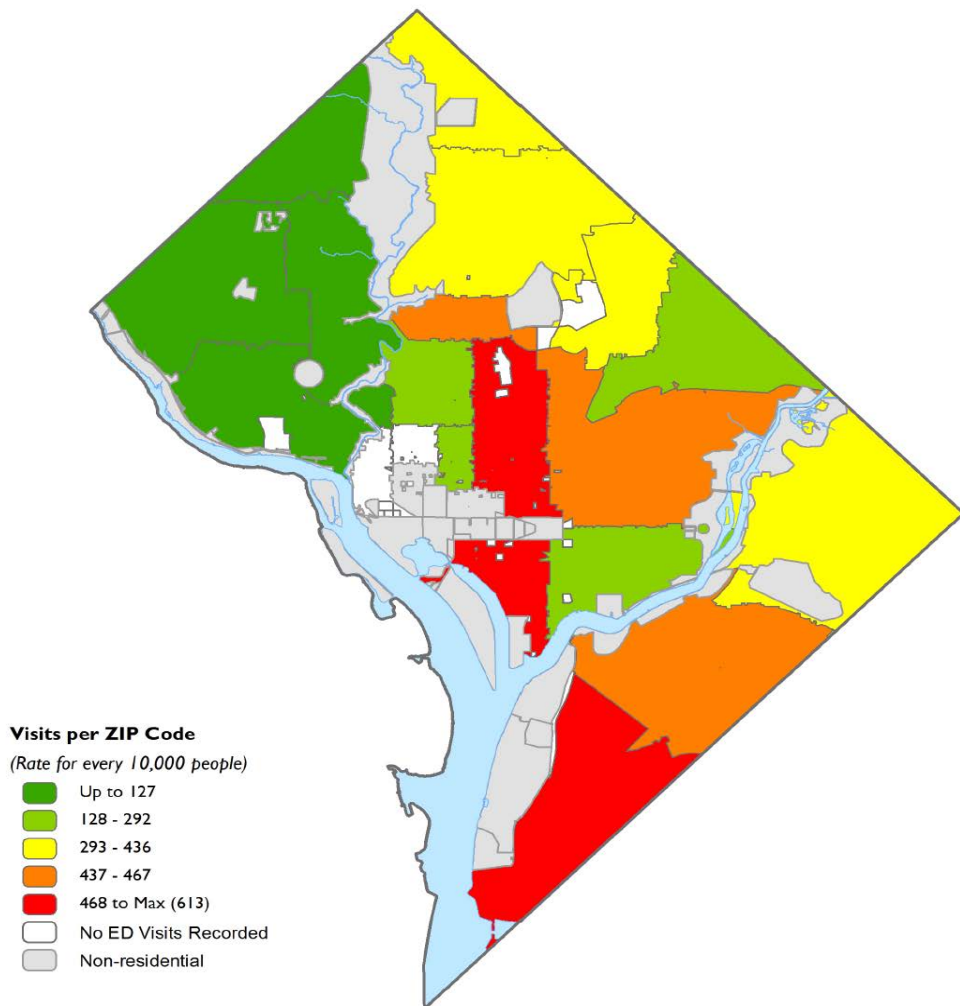 Visits per ZIP Code
(Rate for every 10,000 people)
Up to 127
128 - 292
293 - 436
437 - 467
468 to Max (613)
No ED Visits Recorded
Non-residential